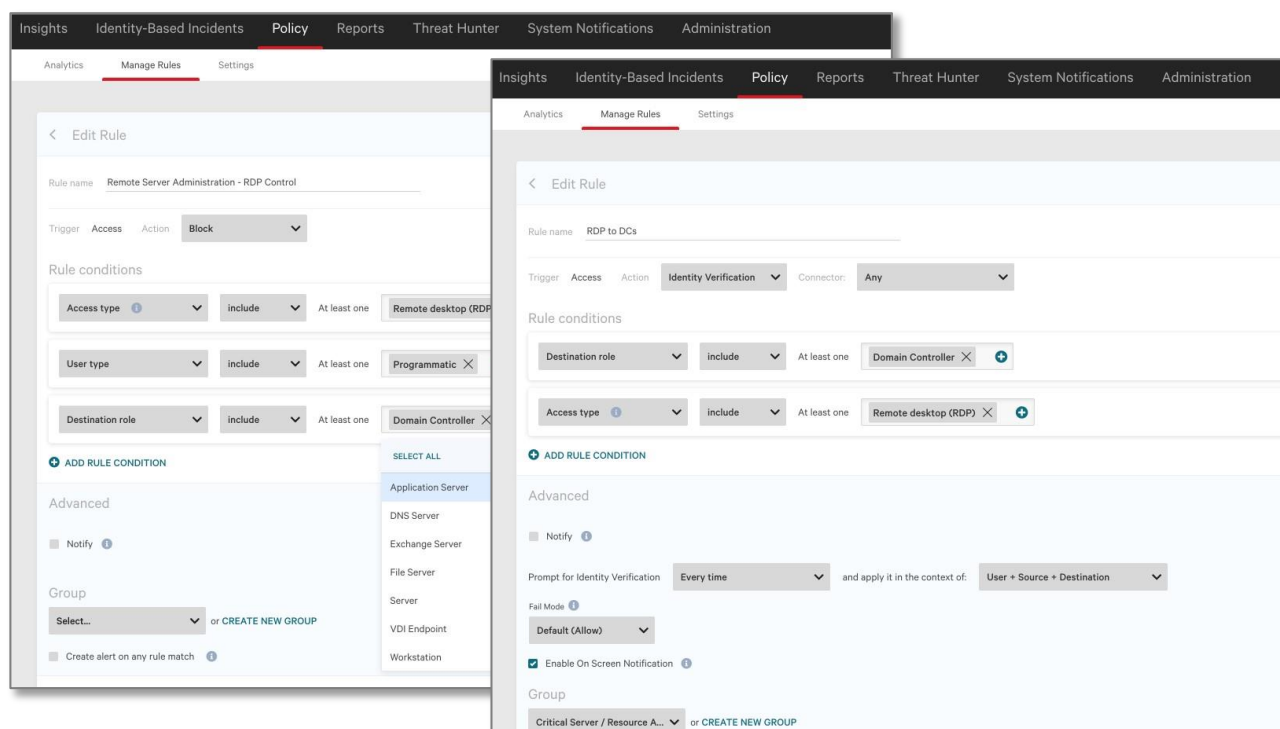 Insights Identity-Based Incidents Policy Reports Threat Hunter System Notifications Administration
Analytics Manage Rules Settings
Edit Rule
Rule name Remote Server Administration - RDP Control
Trigger Access Action Block
Rule conditions
Access type include At least one Remote desktop (RDP
User type include At least one Programmatic
Destination role include At least one Domain Controller
ADD RULE CONDITION
SELECT ALL
Application Server
DNS Server
Exchange Server
File Server
Server
VDI Endpoint
Workstation
Advanced
Notify
Group
Select... or CREATE NEW GROUP
Create alert on any rule match
Insights Identity-Based Incidents Policy Reports Threat Hunter System Notifications Administration
Analytics Manage Rules Settings
Edit Rule
Rule name RDP to DCs
Trigger Access Action Identity Verification Connector: Any
Rule conditions
Destination role include At least one Domain Controller
Access type include At least one Remote desktop (RDP)
ADD RULE CONDITION
Advanced
Notify
Prompt for Identity Verification Every time and apply it in the context of: User + Source + Destination
Fail Mode
Default (Allow)
Enable On Screen Notification
Group
Critical Server / Resource A... or CREATE NEW GROUP